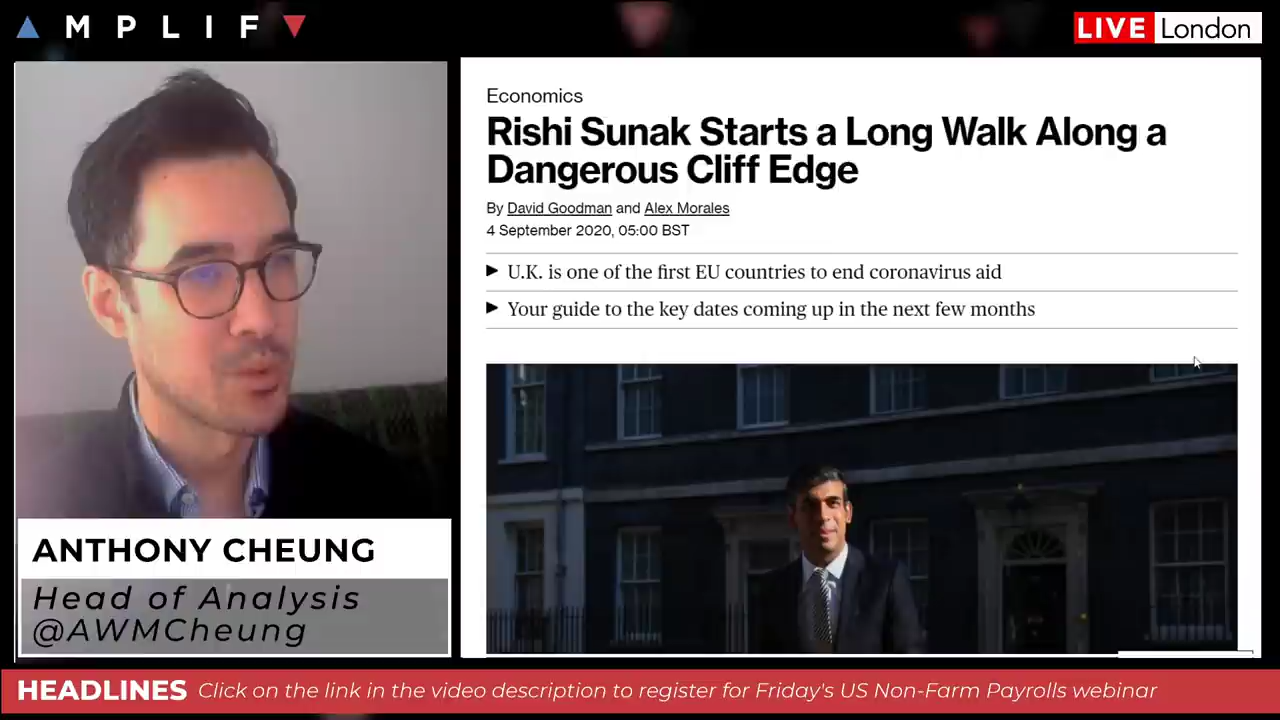 AMPLIFY
LIVE London
Economics
Rishi Sunak Starts a Long Walk Along a
Dangerous Cliff Edge
By David Goodman and Alex Morales
4 September 2020, 05:00 BST
U.K. is one of the first EU countries to end coronavirus aid
Your guide to the key dates coming up in the next few months
ANTHONY CHEUNG
Head of Analysis
@AWMCheung
HEADLINES Click on the link in the video description to register for Friday's US Non-Farm Payrolls webinar